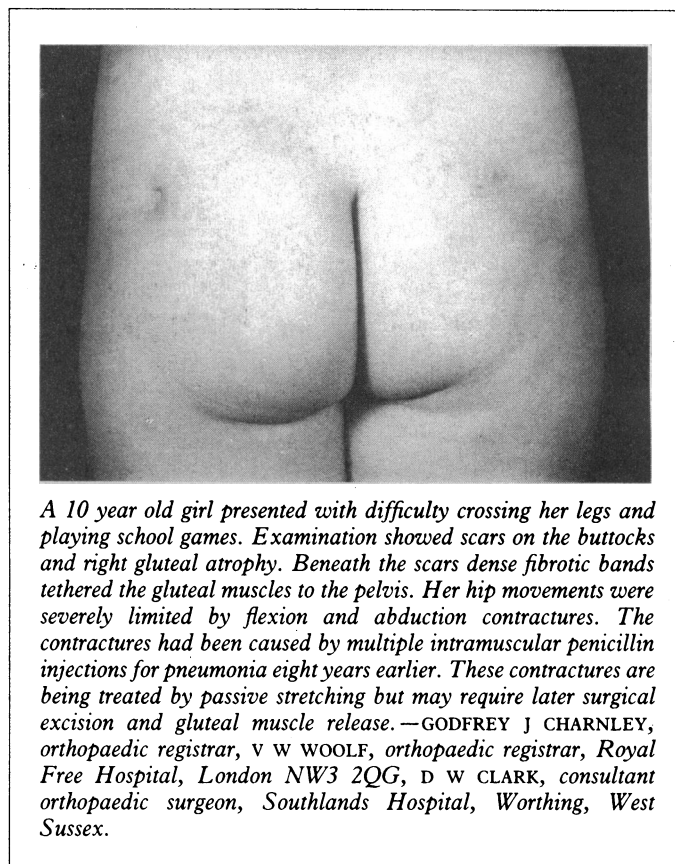 A 10 year old girl presented with difficulty crossing her legs and
playing school games. Examination showed scars on the buttocks
and right gluteal atrophy. Beneath the scars dense fibrotic bands
tethered the gluteal muscles to the pelvis. Her hip movements were
severely limited by flexion and abduction contractures. The
contractures had been caused by multiple intramuscular penicillin
injections for pneumonia eight years earlier. These contractures are
being treated by passive stretching but may require later surgical
excision and gluteal muscle release.—GODFREY J CHARNLEY,
orthopaedic registrar, V W WOOLF, orthopaedic registrar, Royal
Free Hospital, London NW3 2QG, D W CLARK, consultant
orthopaedic surgeon, Southlands Hospital, Worthing, West
Sussex.